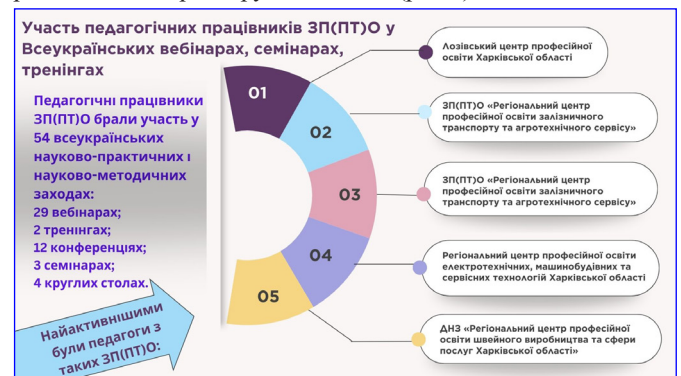 Участь педагогічних працівників ЗП(ПТ)О у
Всеукраїнських вебінарах, семінарах,
тренінгах
Педагогічні працівники
ЗП(ПТ)О брали участь у
54 всеукраїнських
науково-практичних і
науково-методичних
заходах:
29 вебінарах;
2 тренінгах;
12 конференціях;
3 семінарах;
4 круглих столах.
Найактивнішими
були педагоги з
таких ЗП(ПТ)О:
01
Лозівський центр професійної
освіти Харківської області
02
ЗП(ПТ)О «Регіональний центр
професійної освіти залізничного
транспорту та агротехнічного сервісу»
03
ЗП(ПТ)О «Регіональний центр
професійної освіти залізничного
транспорту та агротехнічного сервісу»
04
Регіональний центр професійної освіти
електротехнічних, машинобудівних та
сервісних технологій Харківської області
05
ДНЗ «Регіональний центр професійної
освіти швейного виробництва та сфери
послуг Харківської області»